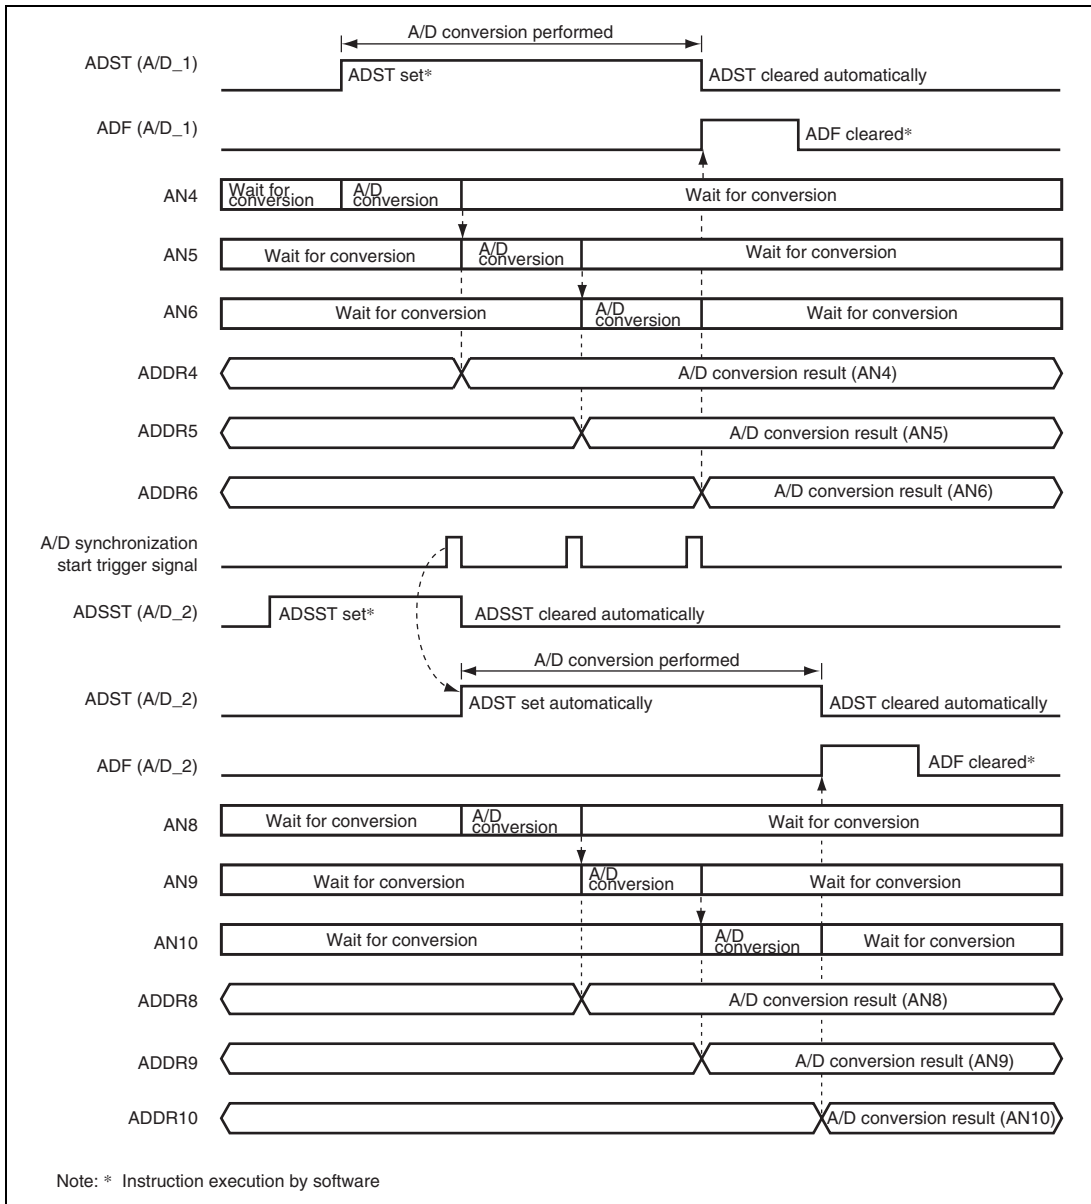 A/D conversion performed
ADST (A/D_1)
ADST set*
ADST cleared automatically
ADF (A/D_1)
ADF cleared*
AN4
Wait for
conversion
A/D
conversion
Wait for conversion
AN5
Wait for conversion
A/D
conversion
Wait for conversion
AN6
Wait for conversion
A/D
conversion
Wait for conversion
ADDR4
A/D conversion result (AN4)
ADDR5
A/D conversion result (AN5)
ADDR6
A/D conversion result (AN6)
A/D synchronization
start trigger signal
ADSST (A/D_2)
ADSST set*
ADSST cleared automatically
A/D conversion performed
ADST (A/D_2)
ADST set automatically
ADST cleared automatically
ADF (A/D_2)
ADF cleared*
AN8
Wait for conversion
A/D
conversion
Wait for conversion
AN9
Wait for conversion
A/D
conversion
Wait for conversion
AN10
Wait for conversion
A/D
conversion
Wait for conversion
ADDR8
A/D conversion result (AN8)
ADDR9
A/D conversion result (AN9)
ADDR10
A/D conversion result (AN10)
Note: * Instruction execution by software